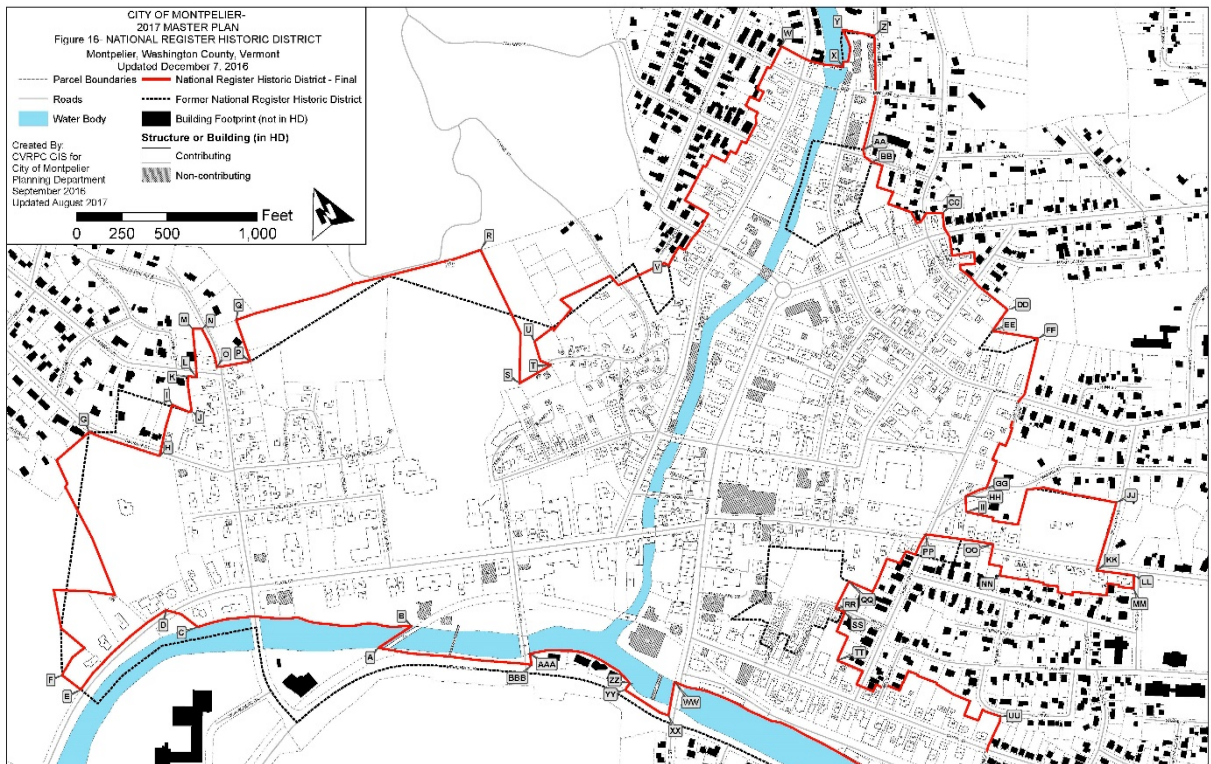 CITY OF MONTPELIER-
2017 MASTER PLAN
Figure 16- NATIONAL REGISTER HISTORIC DISTRICT
Montpelier, Washington County, Vermont
Updated December 7, 2016
Parcel Boundaries
National Register Historic District - Final
Roads
Former National Register Historic District
Water Body
Building Footprint (not in HD)
Structure or Building (in HD)
Contributing
Non-contributing
Created By:
CVRPC GIS for
City of Montpelier
Planning Department
September 2016
Updated August 2017
N
Feet
0 250 500 1,000
W
Y
X
Z
AA
BB
CC
R
V
Q
M
N
O
P
U
T
S
L
K
I
J
G
H
DD
EE
FF
GG
HH
II
JJ
KK
LL
MM
NN
OO
PP
QQ
RR
SS
TT
UU
D
C
B
A
F
E
AAA
BBB
ZZ
YY
WW
XX